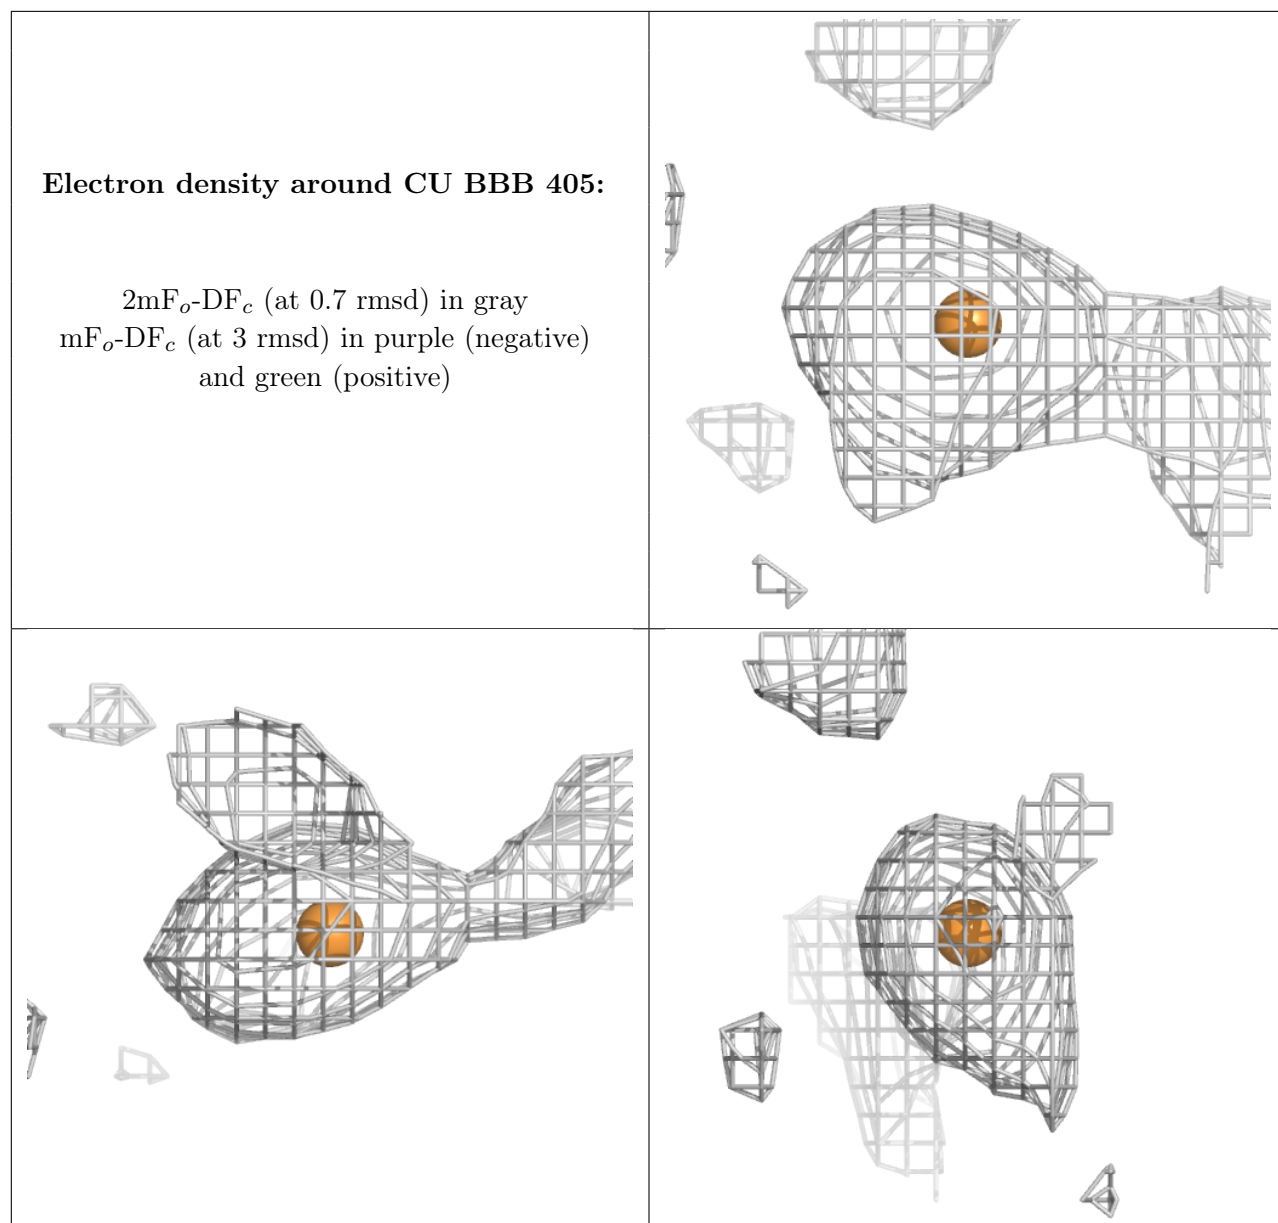 Electron density around CU BBB 405:
2mFo-DFc (at 0.7 rmsd) in gray
mFo-DFc (at 3 rmsd) in purple (negative)
and green (positive)